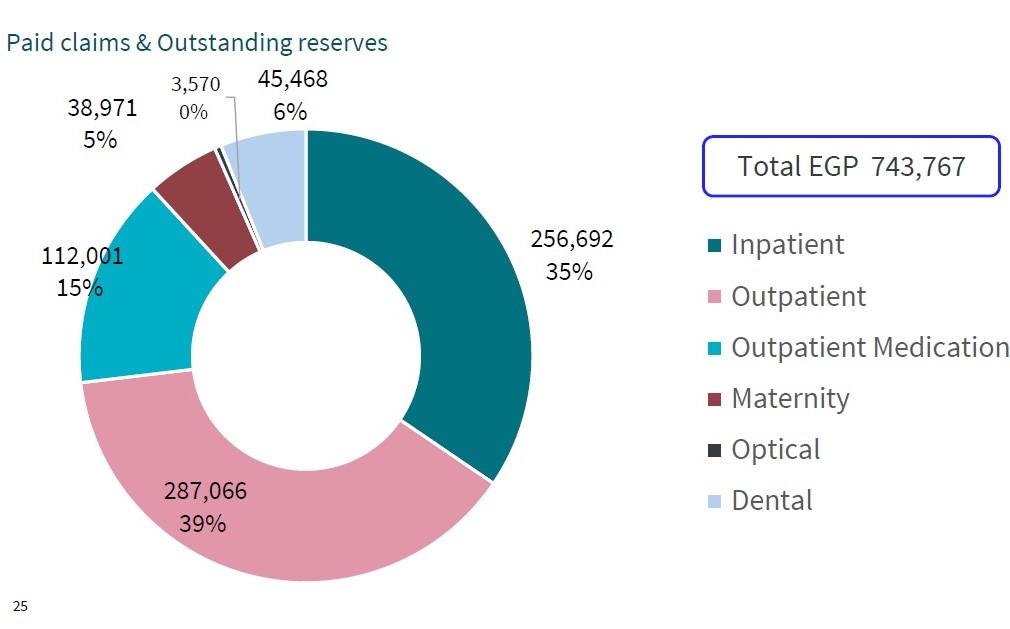 Paid claims & Outstanding reserves
3,570
0%
45,468
6%
38,971
5%
Total EGP 743,767
256,692
35%
112,001
15%
287,066
39%
Inpatient
Outpatient
Outpatient Medication
Maternity
Optical
Dental
25